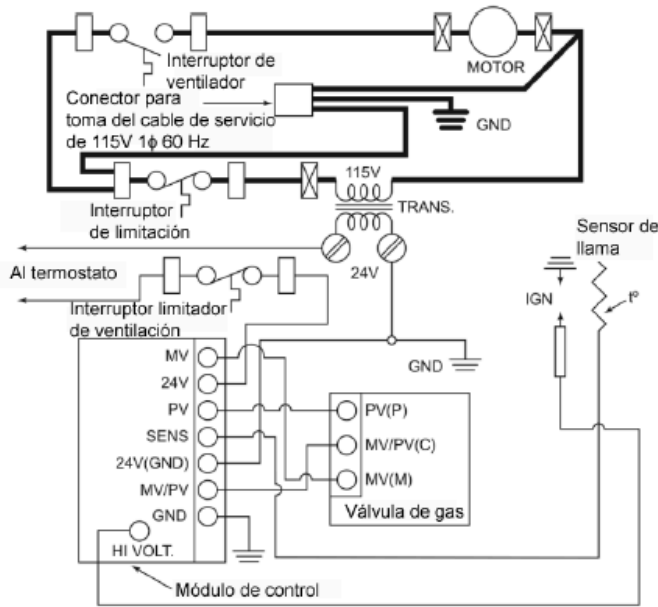 Interruptor de
ventilador
MOTOR
Conector para
toma del cable de servicio
de 115V 1ϕ 60 Hz
GND
115V
TRANS.
Interruptor
de limitación
24V
Sensor de
llama
Al termostato
IGN
tº
Interruptor limitador
de ventilación
GND
MV
24V
PV
SENS
24V(GND)
MV/PV
GND
HI VOLT.
PV(P)
MV/PV(C)
MV(M)
Válvula de gas
Módulo de control